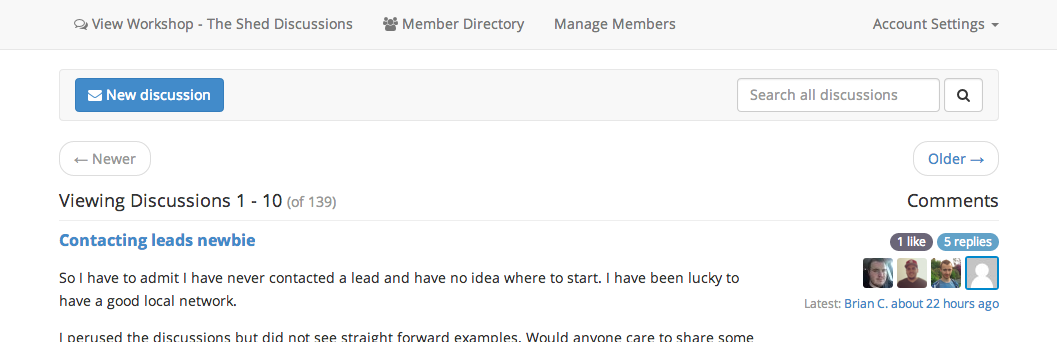 View Workshop - The Shed Discussions Member Directory Manage Members Account Settings
New discussion Search all discussions
← Newer Older →
Viewing Discussions 1 - 10 (of 139) Comments
Contacting leads newbie 1 like 5 replies
So I have to admit I have never contacted a lead and have no idea where to start. I have been lucky to
have a good local network.
Latest: Brian C. about 22 hours ago
I perused the discussions but did not see straight forward examples. Would anyone care to share some